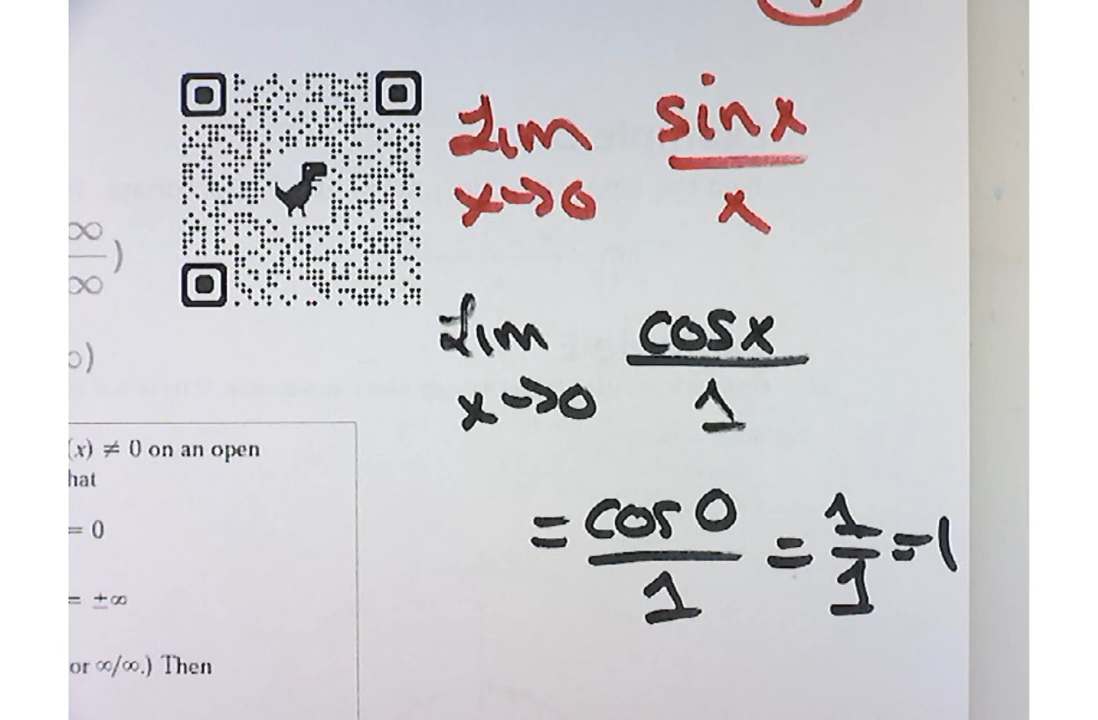 lim sinx
x→0 x
lim cosx
x→0 1
= cos0 = 1 = 1
1 1
∞
∞ )
o)
(x) ≠ 0 on an open
hat
= 0
= ±∞
or ∞/∞.) Then